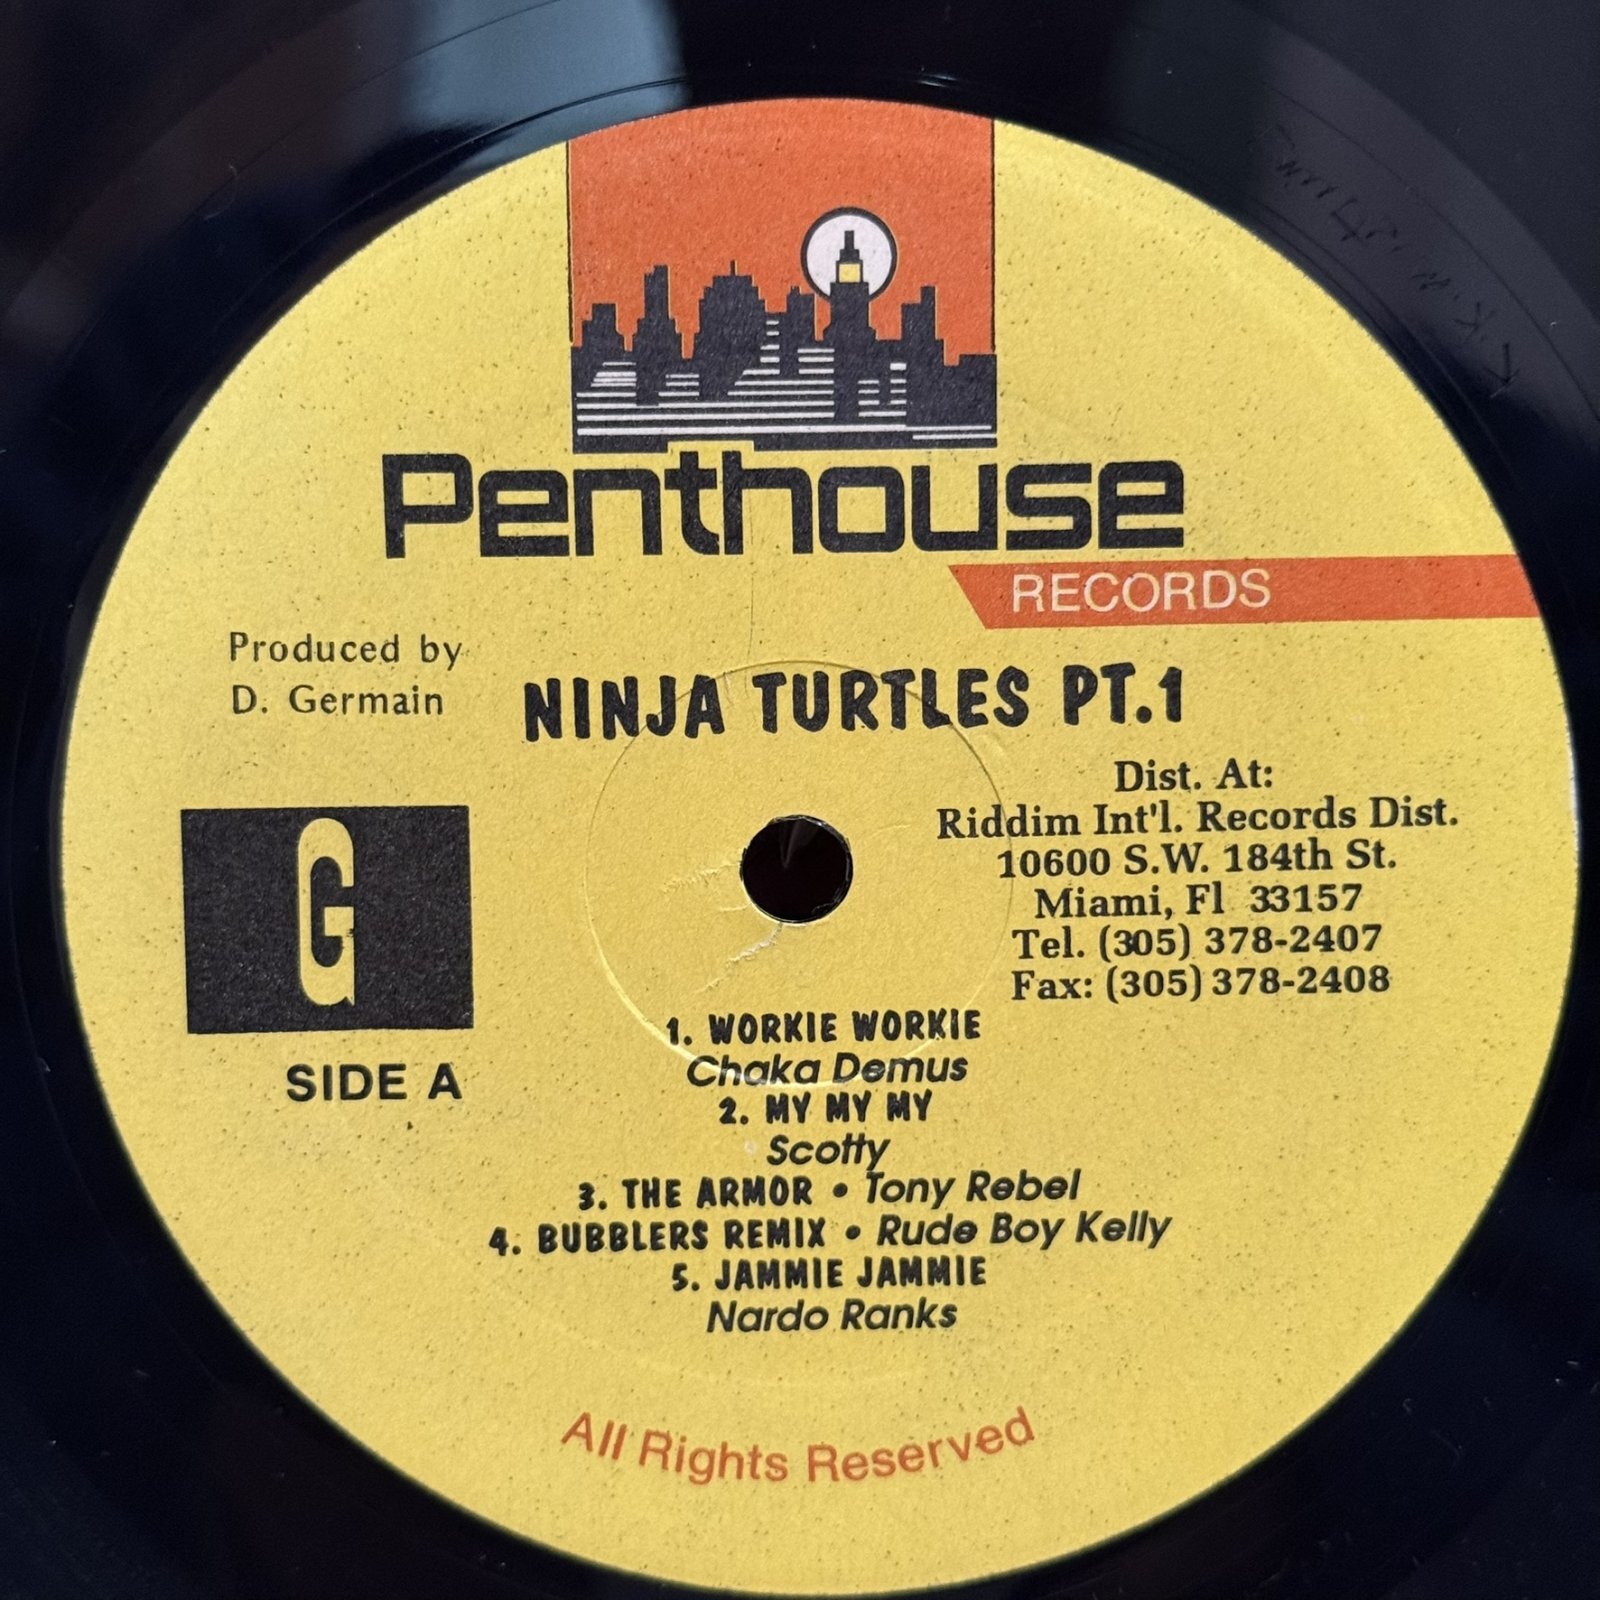 Penthouse
RECORDS
Produced by
D. Germain
NINJA TURTLES PT.1
Dist. At:
Riddim Int'l. Records Dist.
10600 S.W. 184th St.
Miami, Fl 33157
Tel. (305) 378-2407
Fax: (305) 378-2408
G
SIDE A
1. WORKIE WORKIE
Chaka Demus
2. MY MY MY
Scotty
3. THE ARMOR • Tony Rebel
4. BUBBLERS REMIX • Rude Boy Kelly
5. JAMMIE JAMMIE
Nardo Ranks
All Rights Reserved